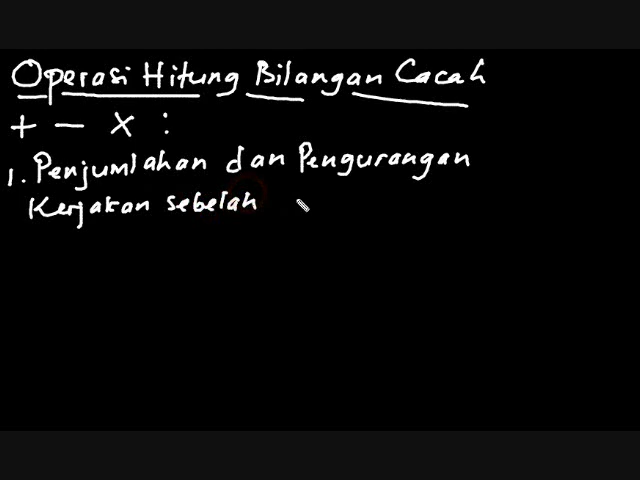 Operasi Hitung Bilangan Cacah
+ - x :
1. Penjumlahan dan Pengurangan
Kerjakan sebelah